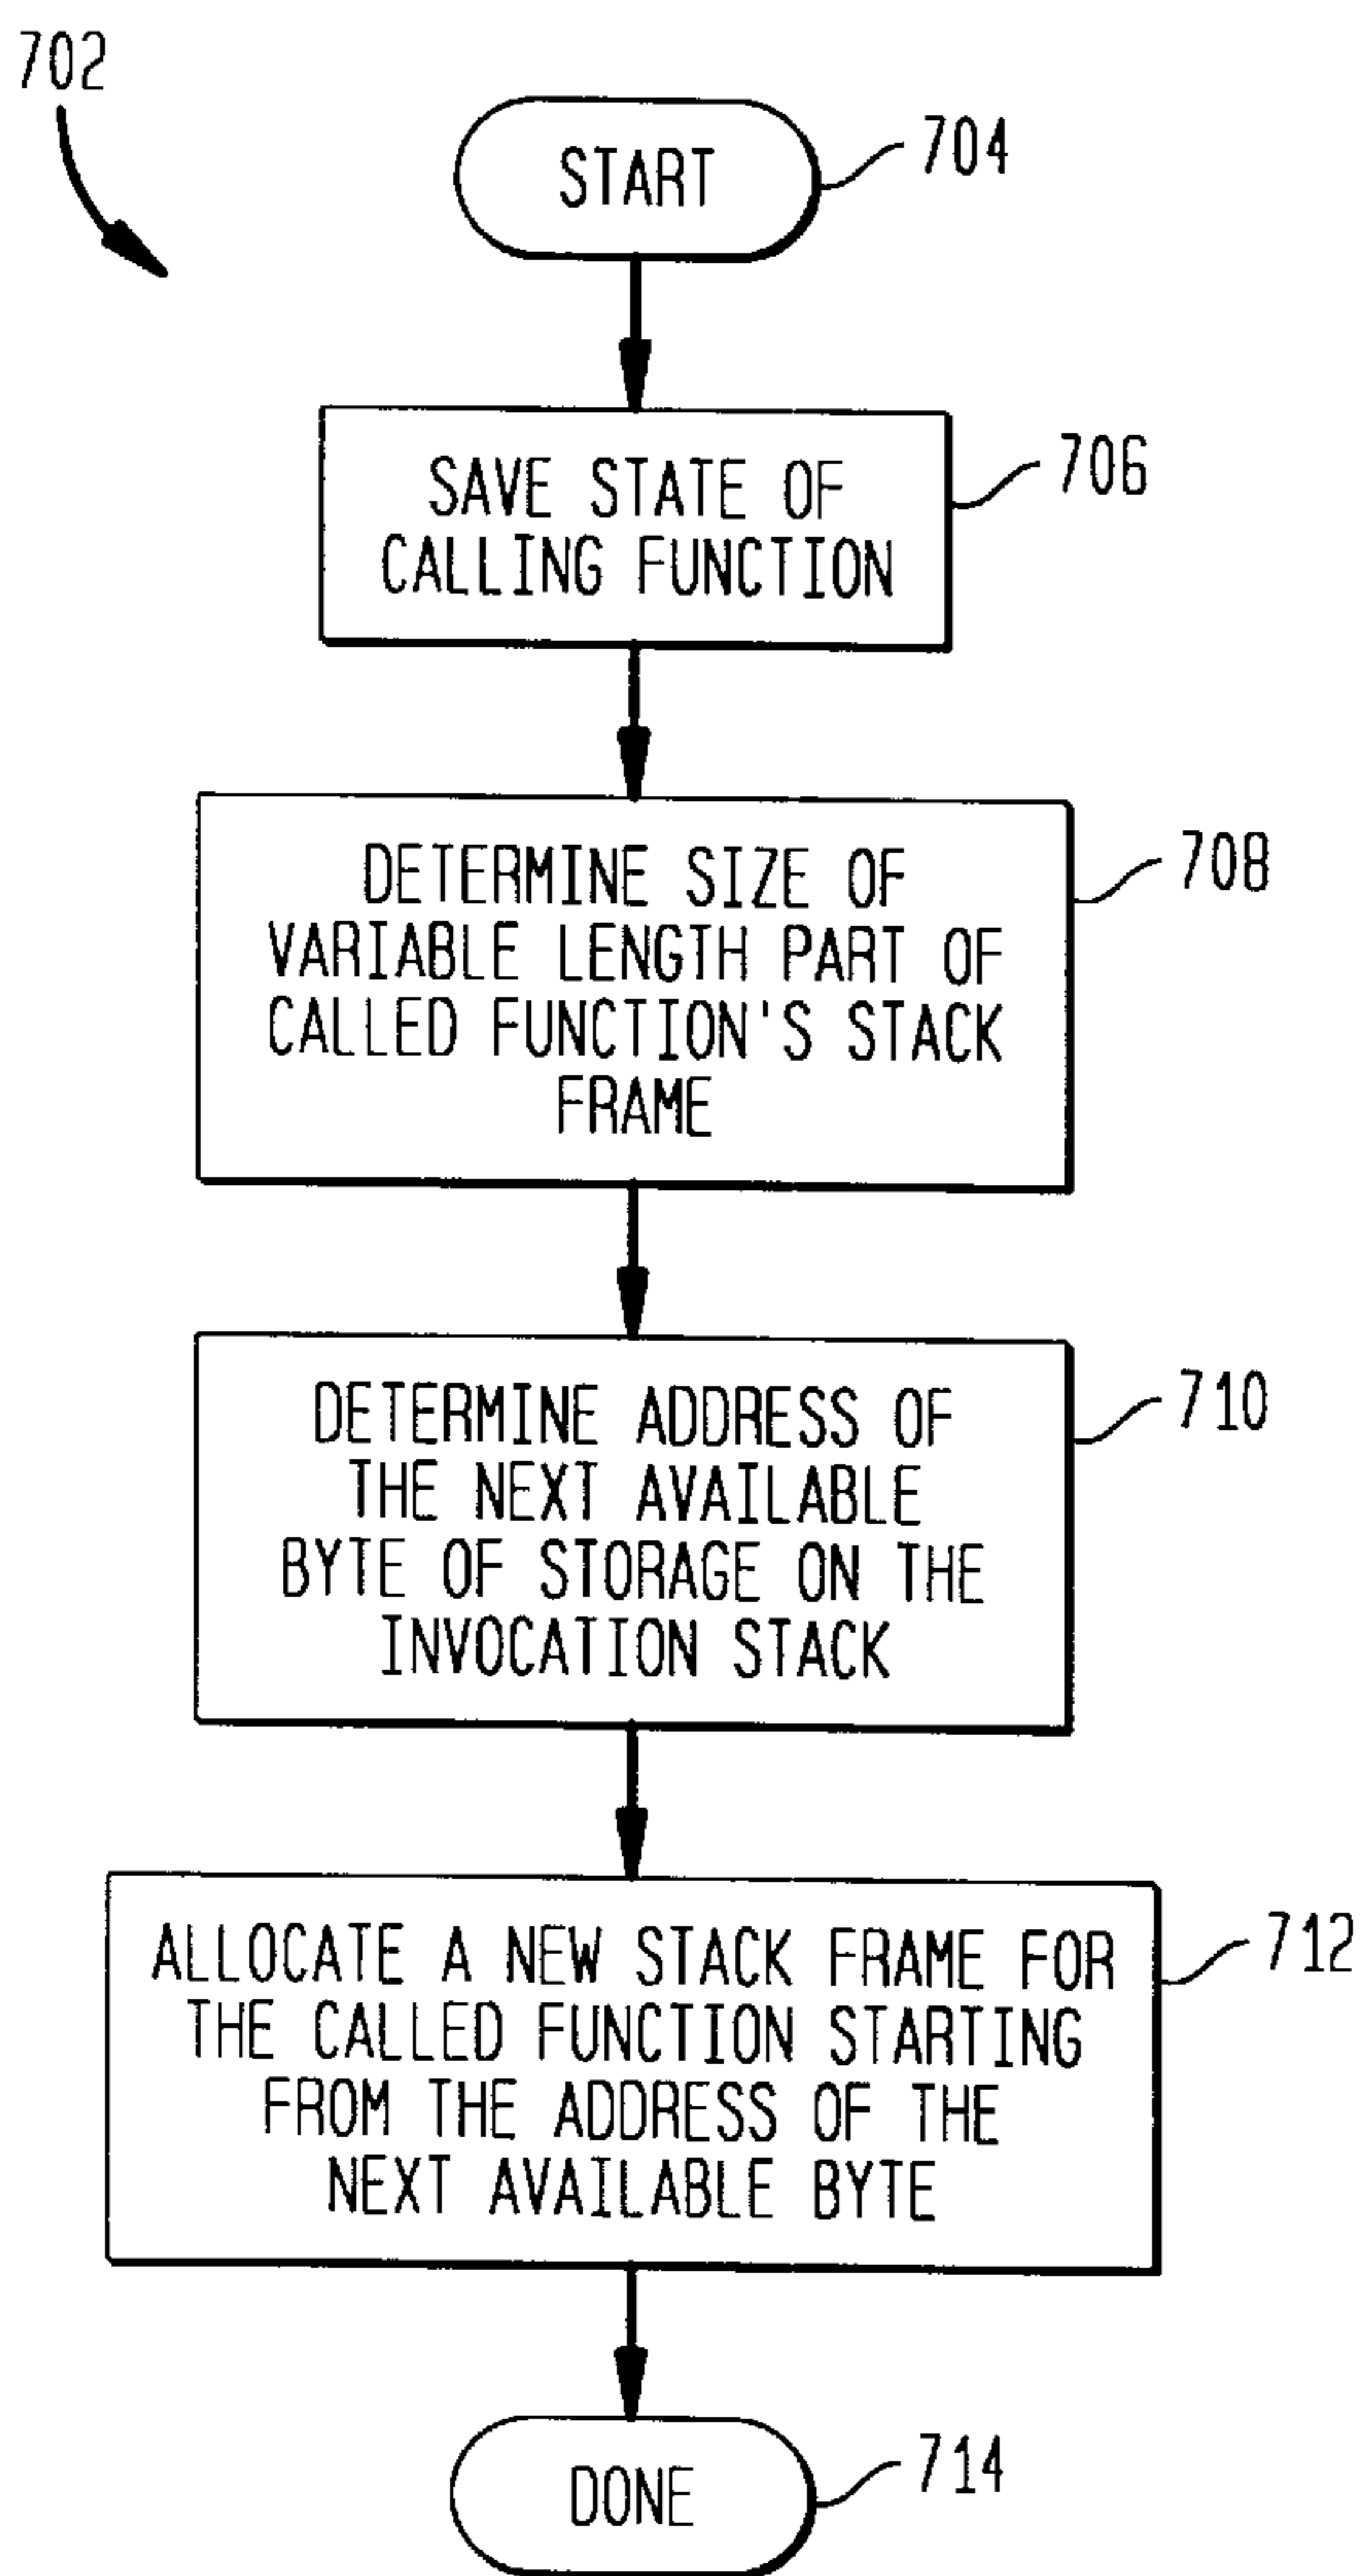 702
START
704
SAVE STATE OF
CALLING FUNCTION
706
DETERMINE SIZE OF
VARIABLE LENGTH PART OF
CALLED FUNCTION'S STACK
FRAME
708
DETERMINE ADDRESS OF
THE NEXT AVAILABLE
BYTE OF STORAGE ON THE
INVOCATION STACK
710
ALLOCATE A NEW STACK FRAME FOR
THE CALLED FUNCTION STARTING
FROM THE ADDRESS OF THE
NEXT AVAILABLE BYTE
712
DONE
714